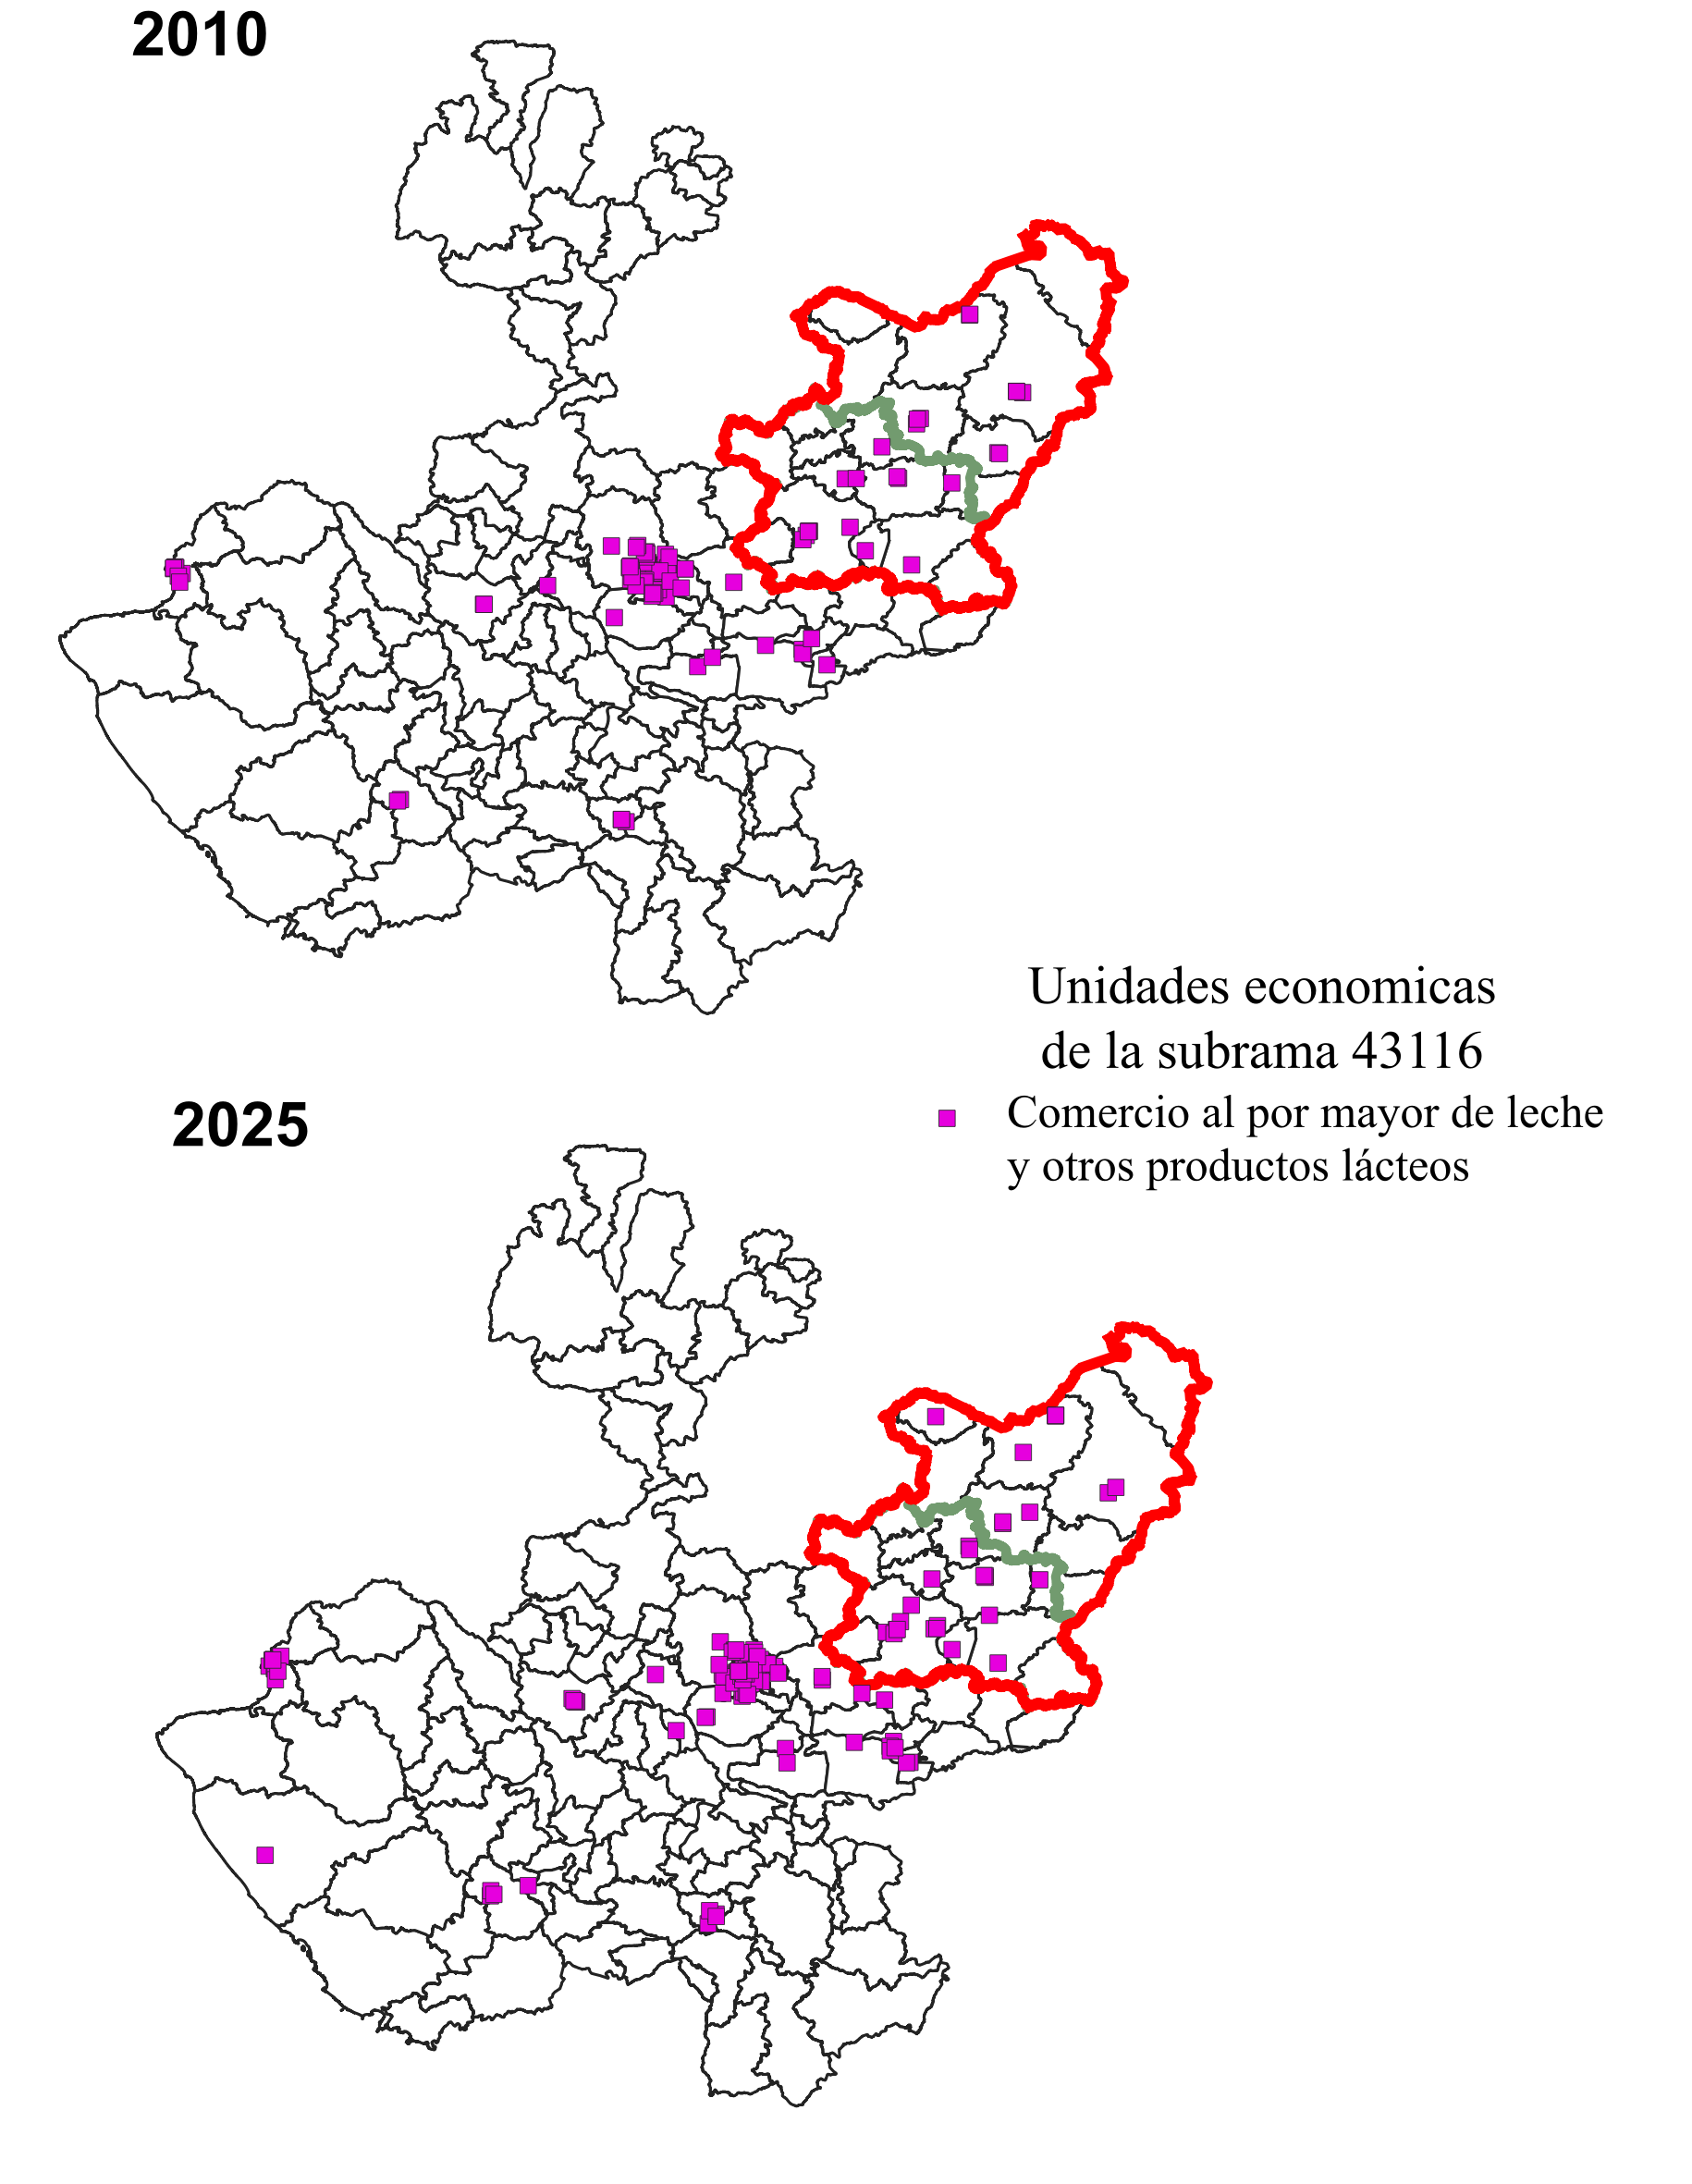 2010
Unidades economicas
de la subrama 43116
Comercio al por mayor de leche
y otros productos lácteos
2025